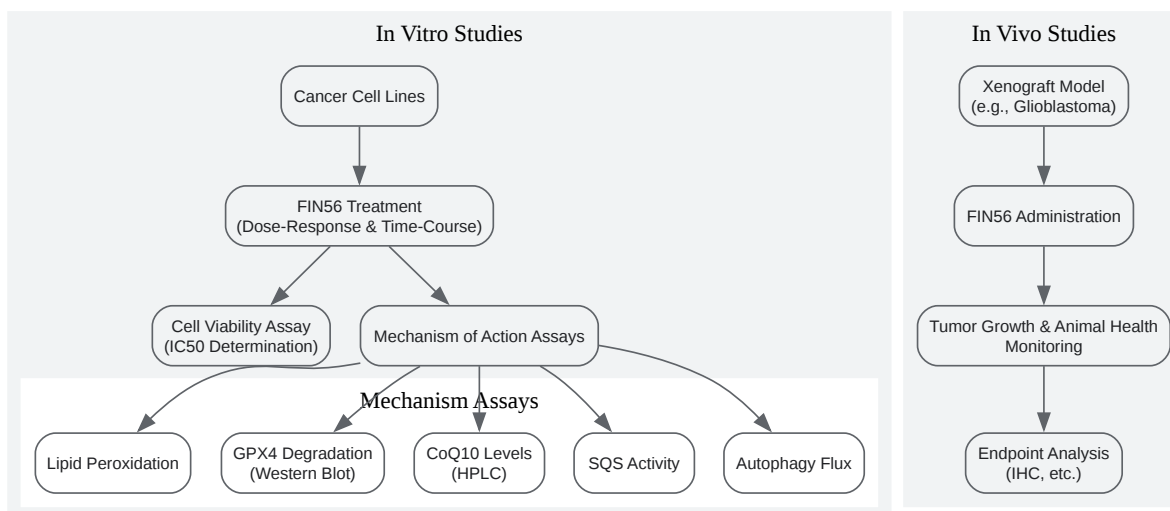 In Vitro Studies
Cancer Cell Lines
FIN56 Treatment
(Dose-Response & Time-Course)
Cell Viability Assay
(IC50 Determination)
Mechanism of Action Assays
Mechanism Assays
Lipid Peroxidation
GPX4 Degradation
(Western Blot)
CoQ10 Levels
(HPLC)
SQS Activity
Autophagy Flux
In Vivo Studies
Xenograft Model
(e.g., Glioblastoma)
FIN56 Administration
Tumor Growth & Animal Health
Monitoring
Endpoint Analysis
(IHC, etc.)